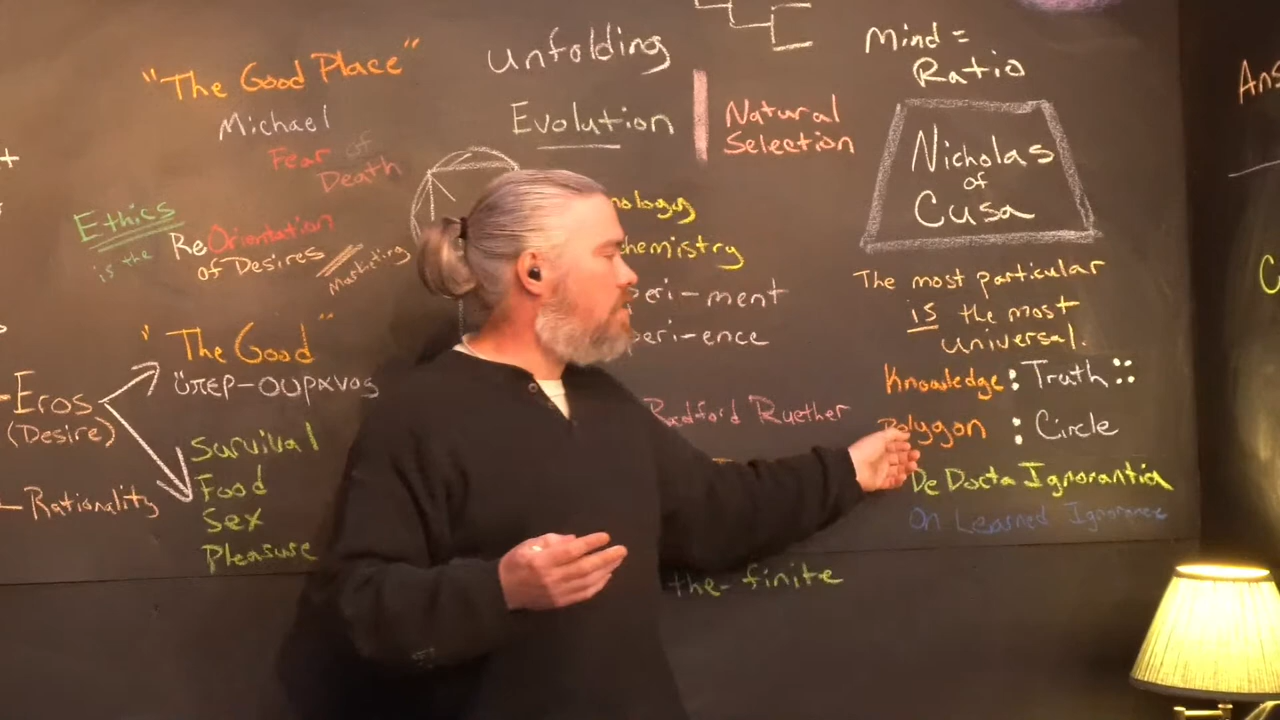 "The Good Place"
Michael
Fear of
Death
Ethics
is the
ReOrientation
of Desires
Marketing
"The Good"
ὕπερ-ουρανος
Eros
(Desire)
Rationality
Survival
Food
Sex
Pleasure
unfolding
Evolution
Natural
Selection
nology
hemistry
eri-ment
eri-ence
Radford Ruether
the-finite
Mind =
Ratio
Nicholas
of
Cusa
The most particular
is the most
universal.
Knowledge : Truth ::
Polygon : Circle
De Docta Ignorantia
On Learned Ignorance
Ans
C